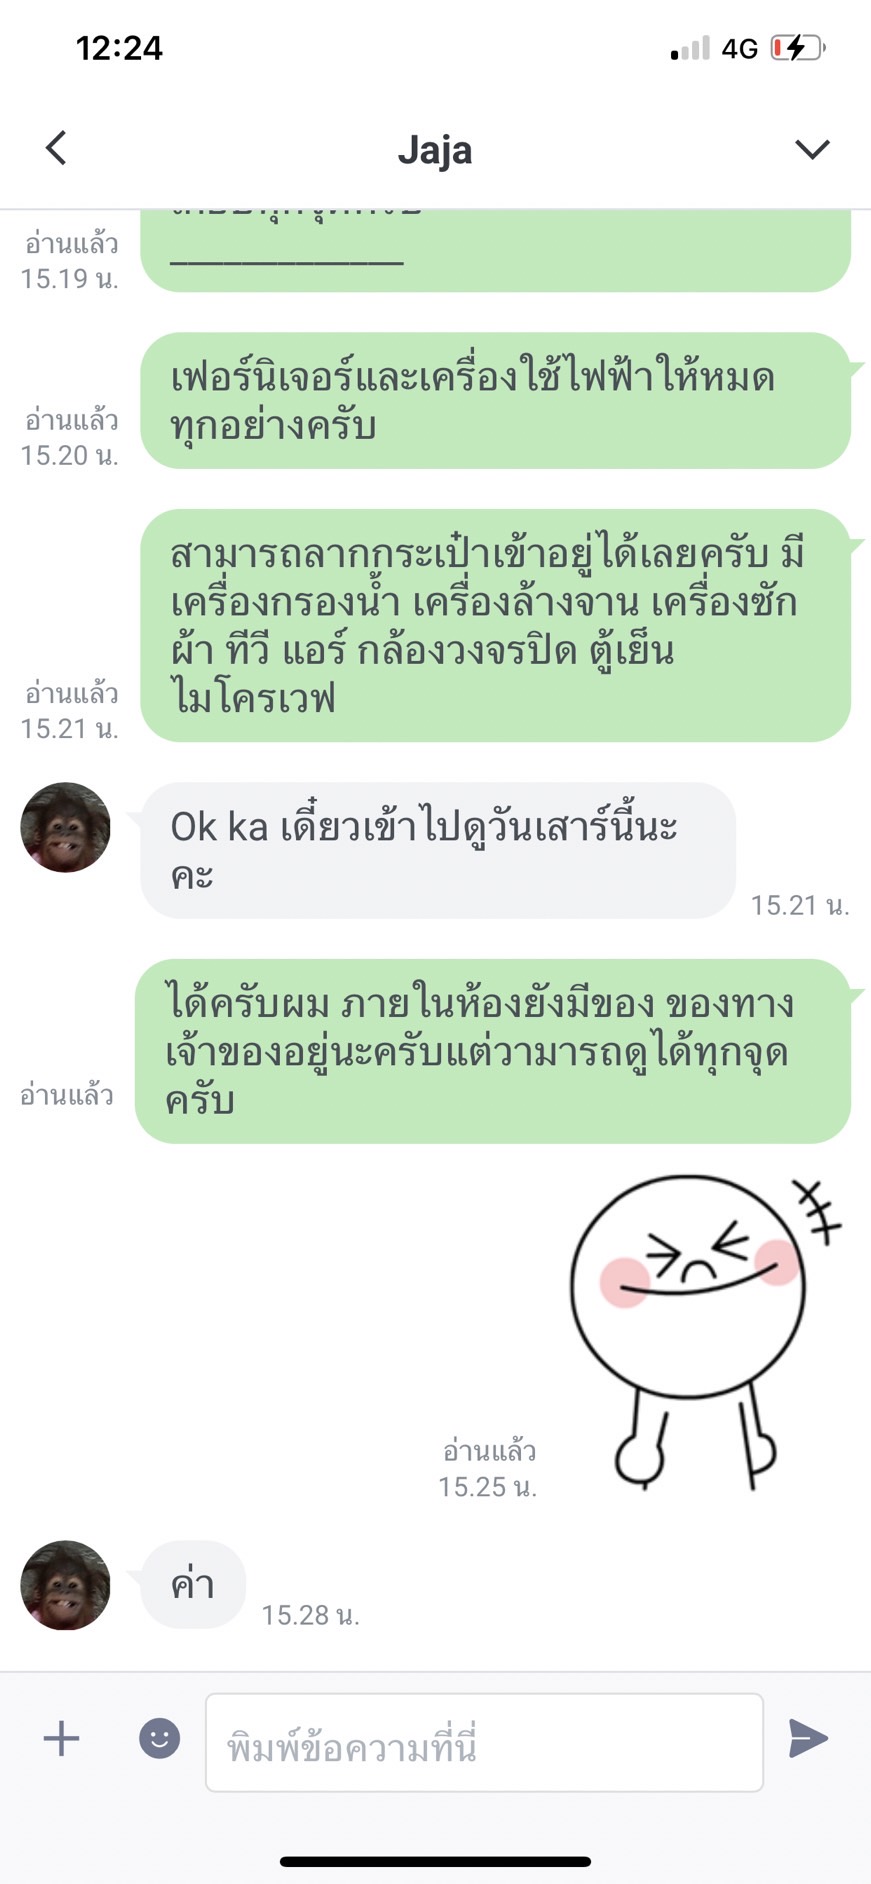 12:24
4G
Jaja
อ่านแล้ว
15.19 น.
____________
เฟอร์นิเจอร์และเครื่องใช้ไฟฟ้าให้หมด
ทุกอย่างครับ
อ่านแล้ว
15.20 น.
สามารถลากกระเป๋าเข้าอยู่ได้เลยครับ มี
เครื่องกรองน้ำ เครื่องล้างจาน เครื่องซัก
ผ้า ทีวี แอร์ กล้องวงจรปิด ตู้เย็น
ไมโครเวฟ
อ่านแล้ว
15.21 น.
Ok ka เดี๋ยวเข้าไปดูวันเสาร์นี้นะ
คะ
15.21 น.
ได้ครับผม ภายในห้องยังมีของ ของทาง
เจ้าของอยู่นะครับแต่วามารถดูได้ทุกจุด
ครับ
อ่านแล้ว
อ่านแล้ว
15.25 น.
ค่า
15.28 น.
พิมพ์ข้อความที่นี่